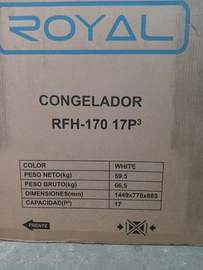 ROYAL
CONGELADOR
RFH-170 17P³
COLOR WHITE
PESO NETO(kg) 59.5
PESO BRUTO(kg) 66.5
DIMENSIONES(mm) 1449x778x885
CAPACIDAD(P³) 17
FRENTE